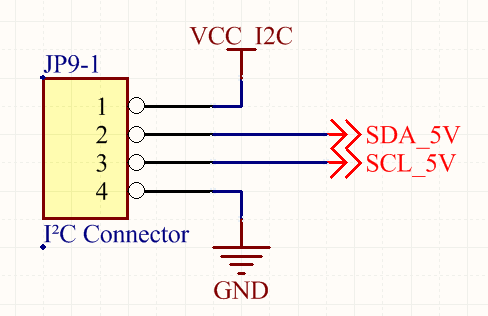 VCC_I2C
JP9-1
1
2
SDA_5V
3
SCL_5V
4
I²C Connector
GND